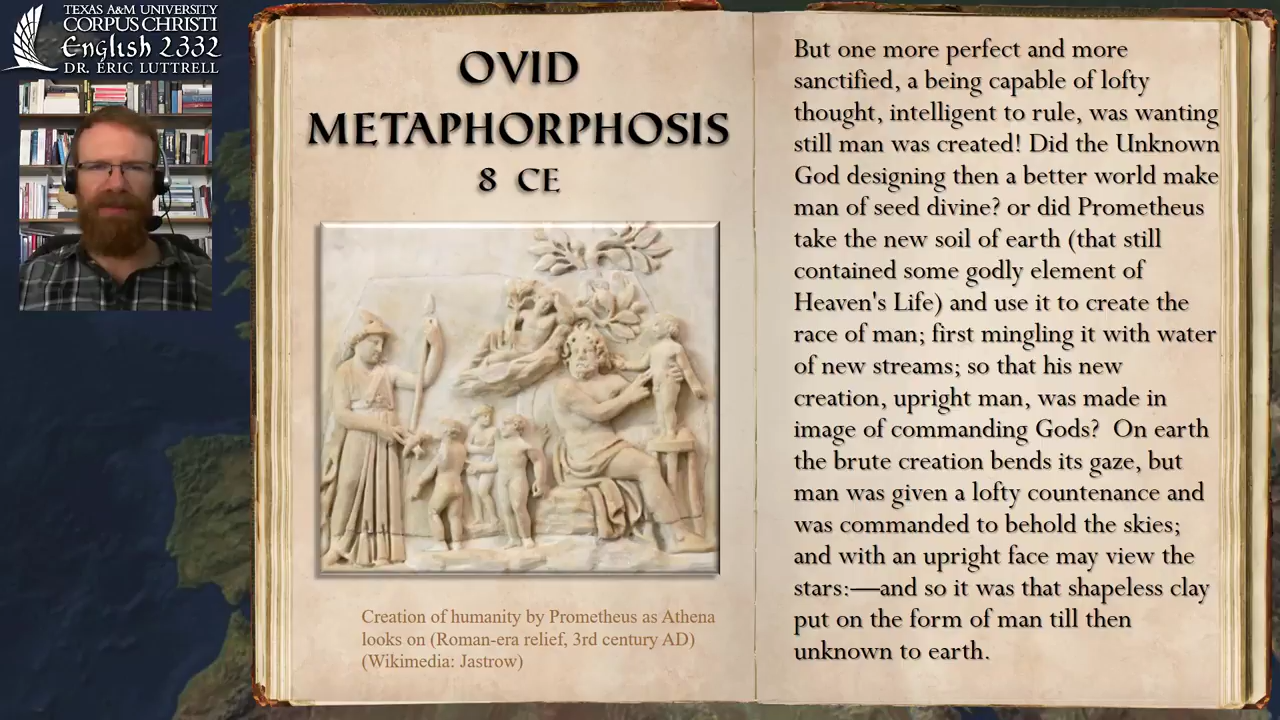 TEXAS A&M UNIVERSITY
CORPUS CHRISTI
English 2332
DR. ERIC LUTTRELL
OVID
METAPHORPHOSIS
8 CE
Creation of humanity by Prometheus as Athena
looks on (Roman-era relief, 3rd century AD)
(Wikimedia: Jastrow)
But one more perfect and more
sanctified, a being capable of lofty
thought, intelligent to rule, was wanting
still man was created! Did the Unknown
God designing then a better world make
man of seed divine? or did Prometheus
take the new soil of earth (that still
contained some godly element of
Heaven's Life) and use it to create the
race of man; first mingling it with water
of new streams; so that his new
creation, upright man, was made in
image of commanding Gods?  On earth
the brute creation bends its gaze, but
man was given a lofty countenance and
was commanded to behold the skies;
and with an upright face may view the
stars:—and so it was that shapeless clay
put on the form of man till then
unknown to earth.